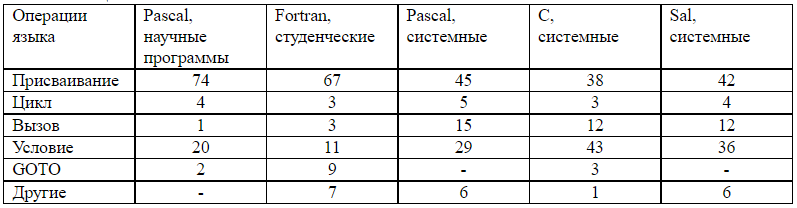 Операции языка | Pascal, научные программы | Fortran, студенческие | Pascal, системные | C, системные | Sal, системные
Присваивание | 74 | 67 | 45 | 38 | 42
Цикл | 4 | 3 | 5 | 3 | 4
Вызов | 1 | 3 | 15 | 12 | 12
Условие | 20 | 11 | 29 | 43 | 36
GOTO | 2 | 9 | - | 3 | -
Другие | - | 7 | 6 | 1 | 6